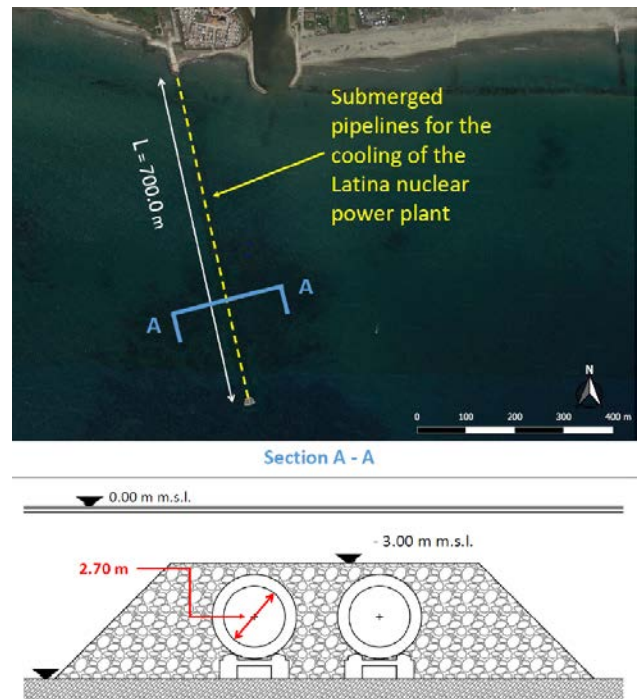 Submerged
pipelines for the
cooling of the
Latina nuclear
power plant
L = 700.0 m
A
A
N
0 100 200 300 400 m
Section A - A
0.00 m m.s.l.
- 3.00 m m.s.l.
2.70 m